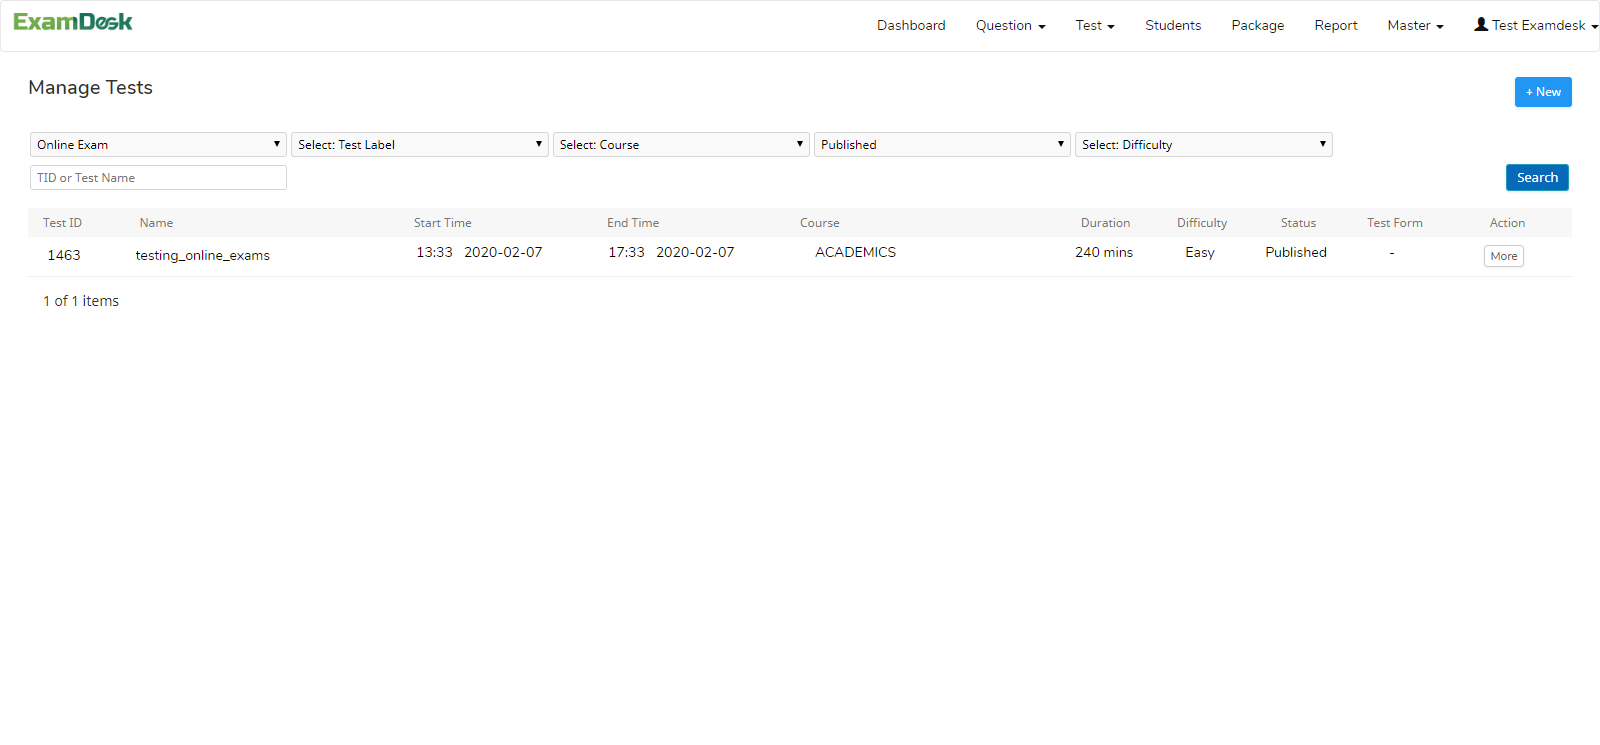 ExamDesk
Dashboard Question Test Students Package Report Master Test Examdesk
Manage Tests
+ New
Online Exam Select: Test Label Select: Course Published Select: Difficulty
TID or Test Name
Search
Test ID Name Start Time End Time Course Duration Difficulty Status Test Form Action
1463 testing_online_exams 13:33 2020-02-07 17:33 2020-02-07 ACADEMICS 240 mins Easy Published - More
1 of 1 items